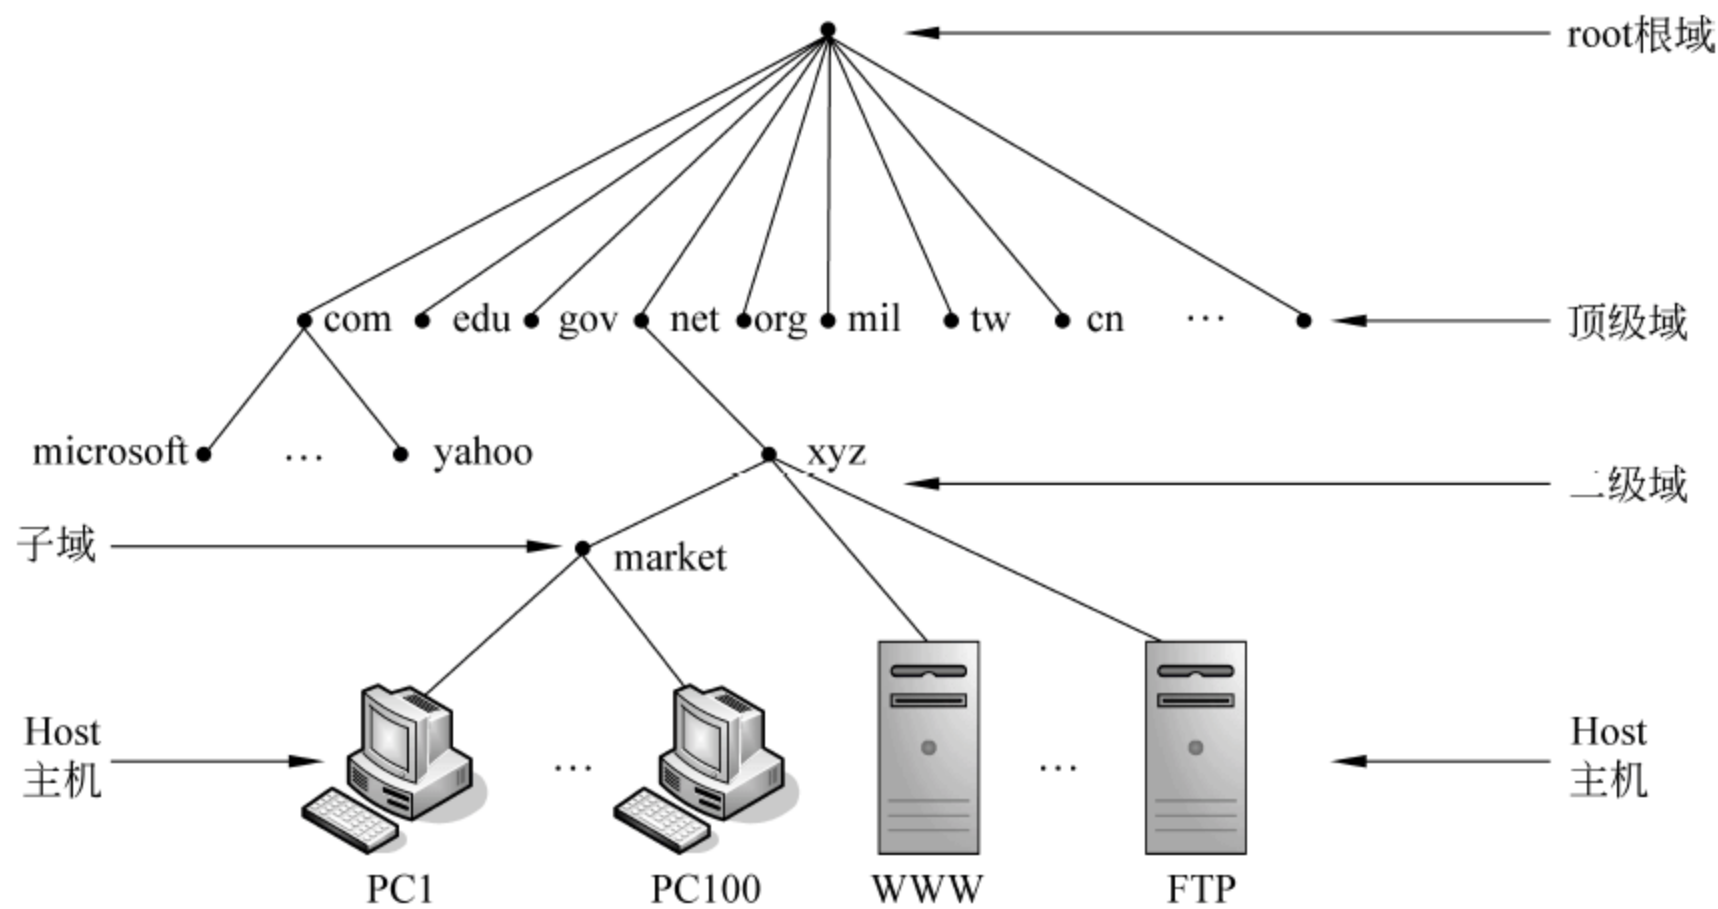 root根域
com edu gov net org mil tw cn … 顶级域
microsoft … yahoo xyz
二级域
子域
market
Host
主机
Host
主机
… …
PC1 PC100 WWW FTP